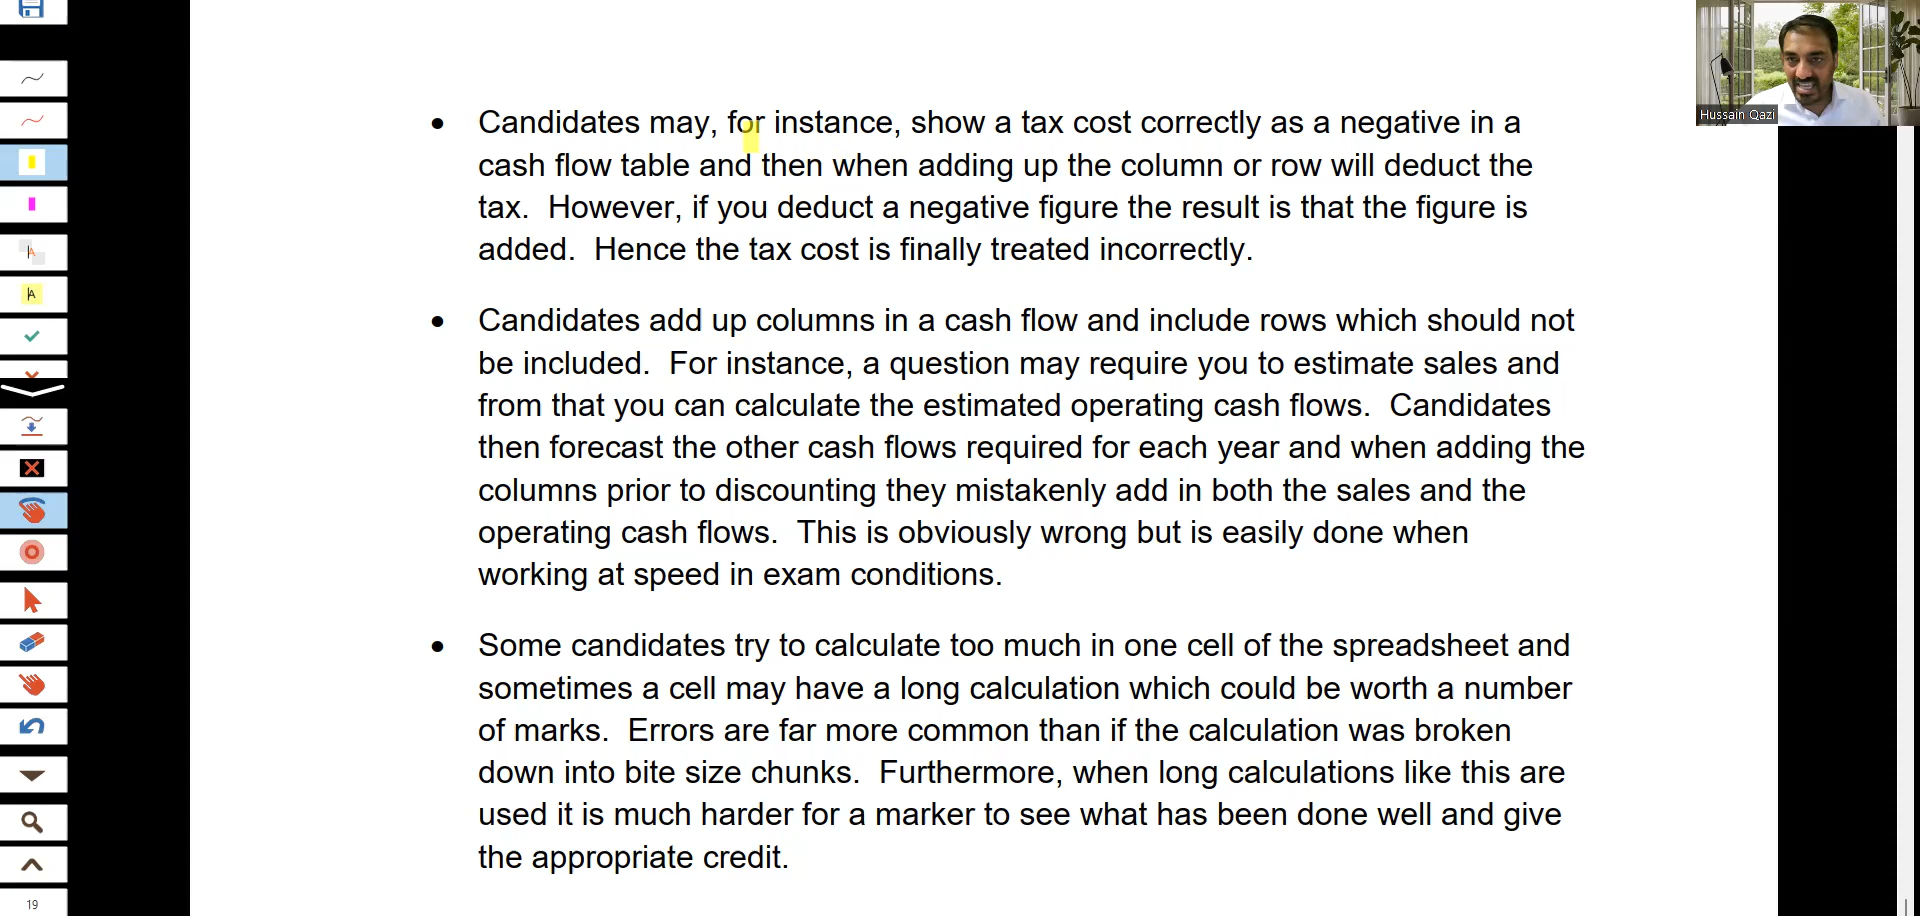 Hussain Qazi
• Candidates may, for instance, show a tax cost correctly as a negative in a
cash flow table and then when adding up the column or row will deduct the
tax.  However, if you deduct a negative figure the result is that the figure is
added.  Hence the tax cost is finally treated incorrectly.
• Candidates add up columns in a cash flow and include rows which should not
be included.  For instance, a question may require you to estimate sales and
from that you can calculate the estimated operating cash flows.  Candidates
then forecast the other cash flows required for each year and when adding the
columns prior to discounting they mistakenly add in both the sales and the
operating cash flows.  This is obviously wrong but is easily done when
working at speed in exam conditions.
• Some candidates try to calculate too much in one cell of the spreadsheet and
sometimes a cell may have a long calculation which could be worth a number
of marks.  Errors are far more common than if the calculation was broken
down into bite size chunks.  Furthermore, when long calculations like this are
used it is much harder for a marker to see what has been done well and give
the appropriate credit.
A
A
19